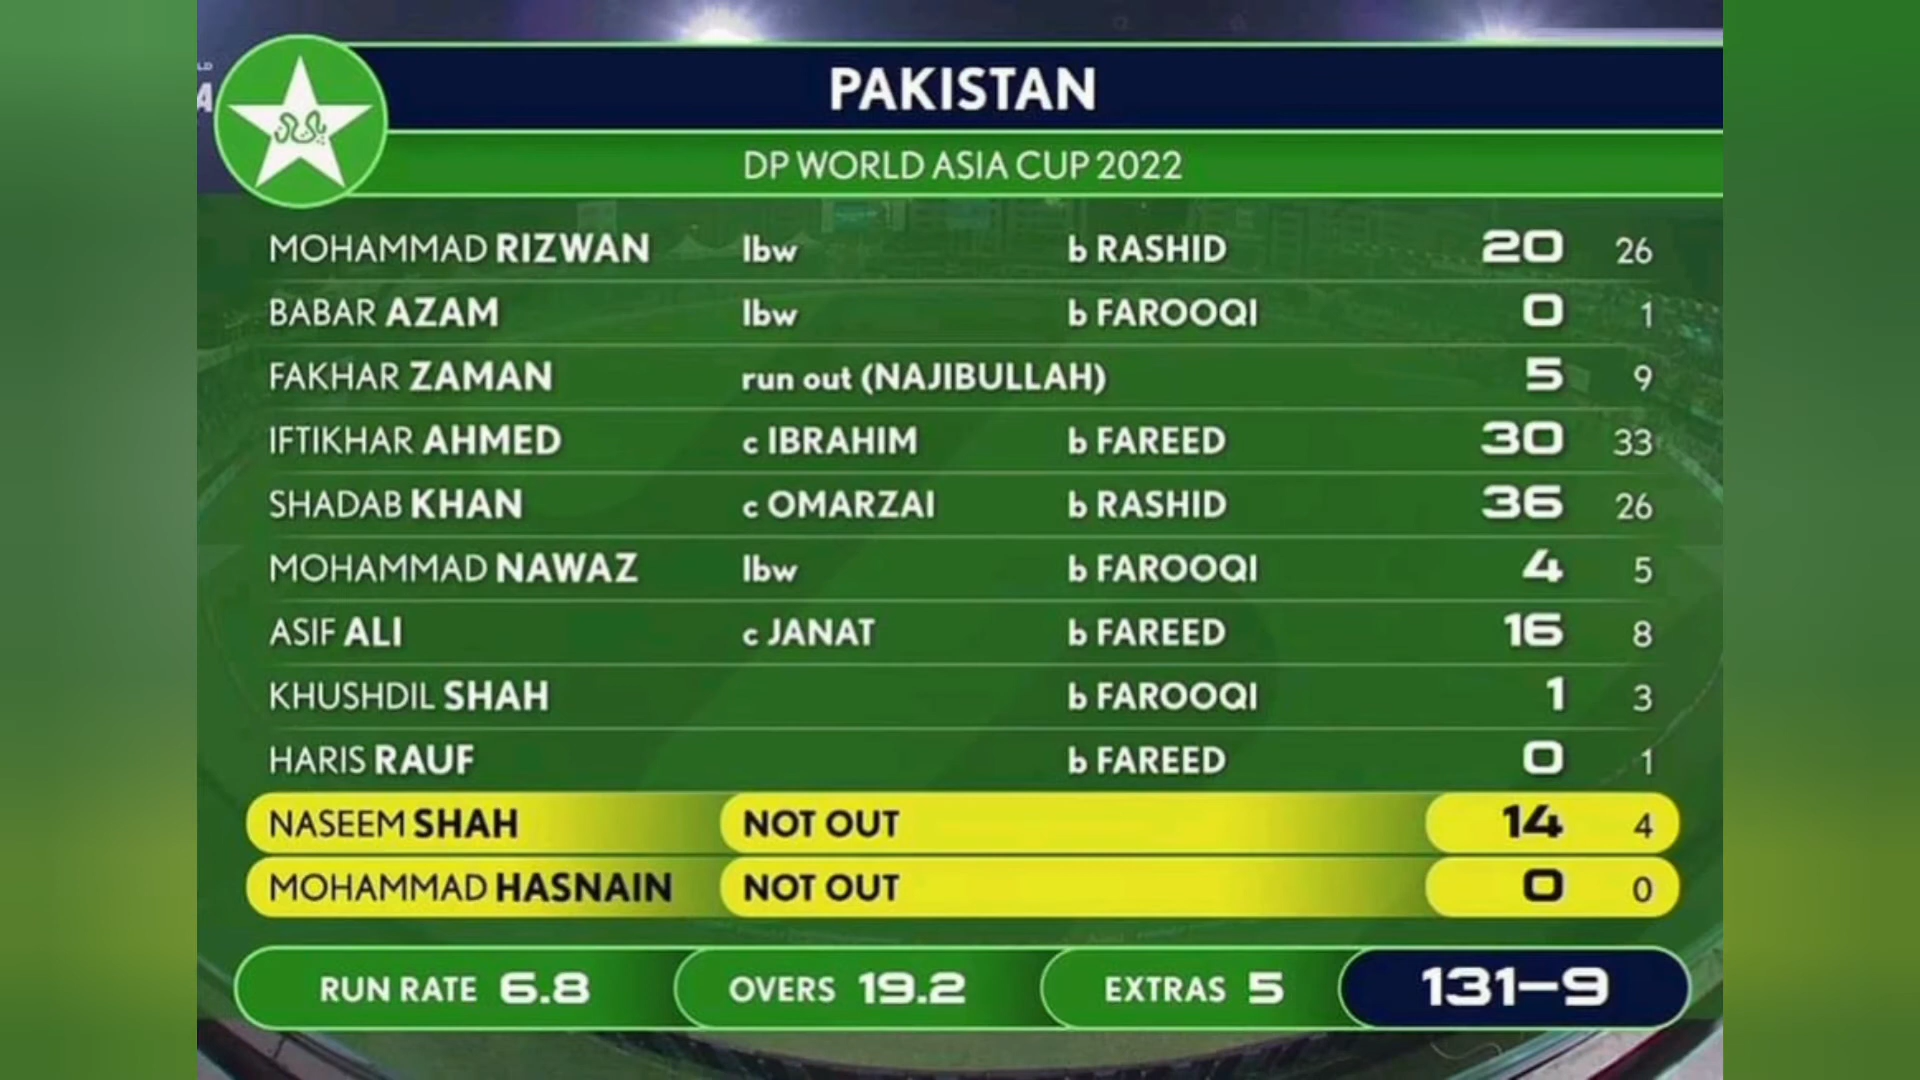 PAKISTAN
DP WORLD ASIA CUP 2022
MOHAMMAD RIZWAN lbw b RASHID 20 26
BABAR AZAM lbw b FAROOQI 0 1
FAKHAR ZAMAN run out (NAJIBULLAH) 5 9
IFTIKHAR AHMED c IBRAHIM b FAREED 30 33
SHADAB KHAN c OMARZAI b RASHID 36 26
MOHAMMAD NAWAZ lbw b FAROOQI 4 5
ASIF ALI c JANAT b FAREED 16 8
KHUSHDIL SHAH b FAROOQI 1 3
HARIS RAUF b FAREED 0 1
NASEEM SHAH NOT OUT 14 4
MOHAMMAD HASNAIN NOT OUT 0 0
RUN RATE 6.8 OVERS 19.2 EXTRAS 5 131-9